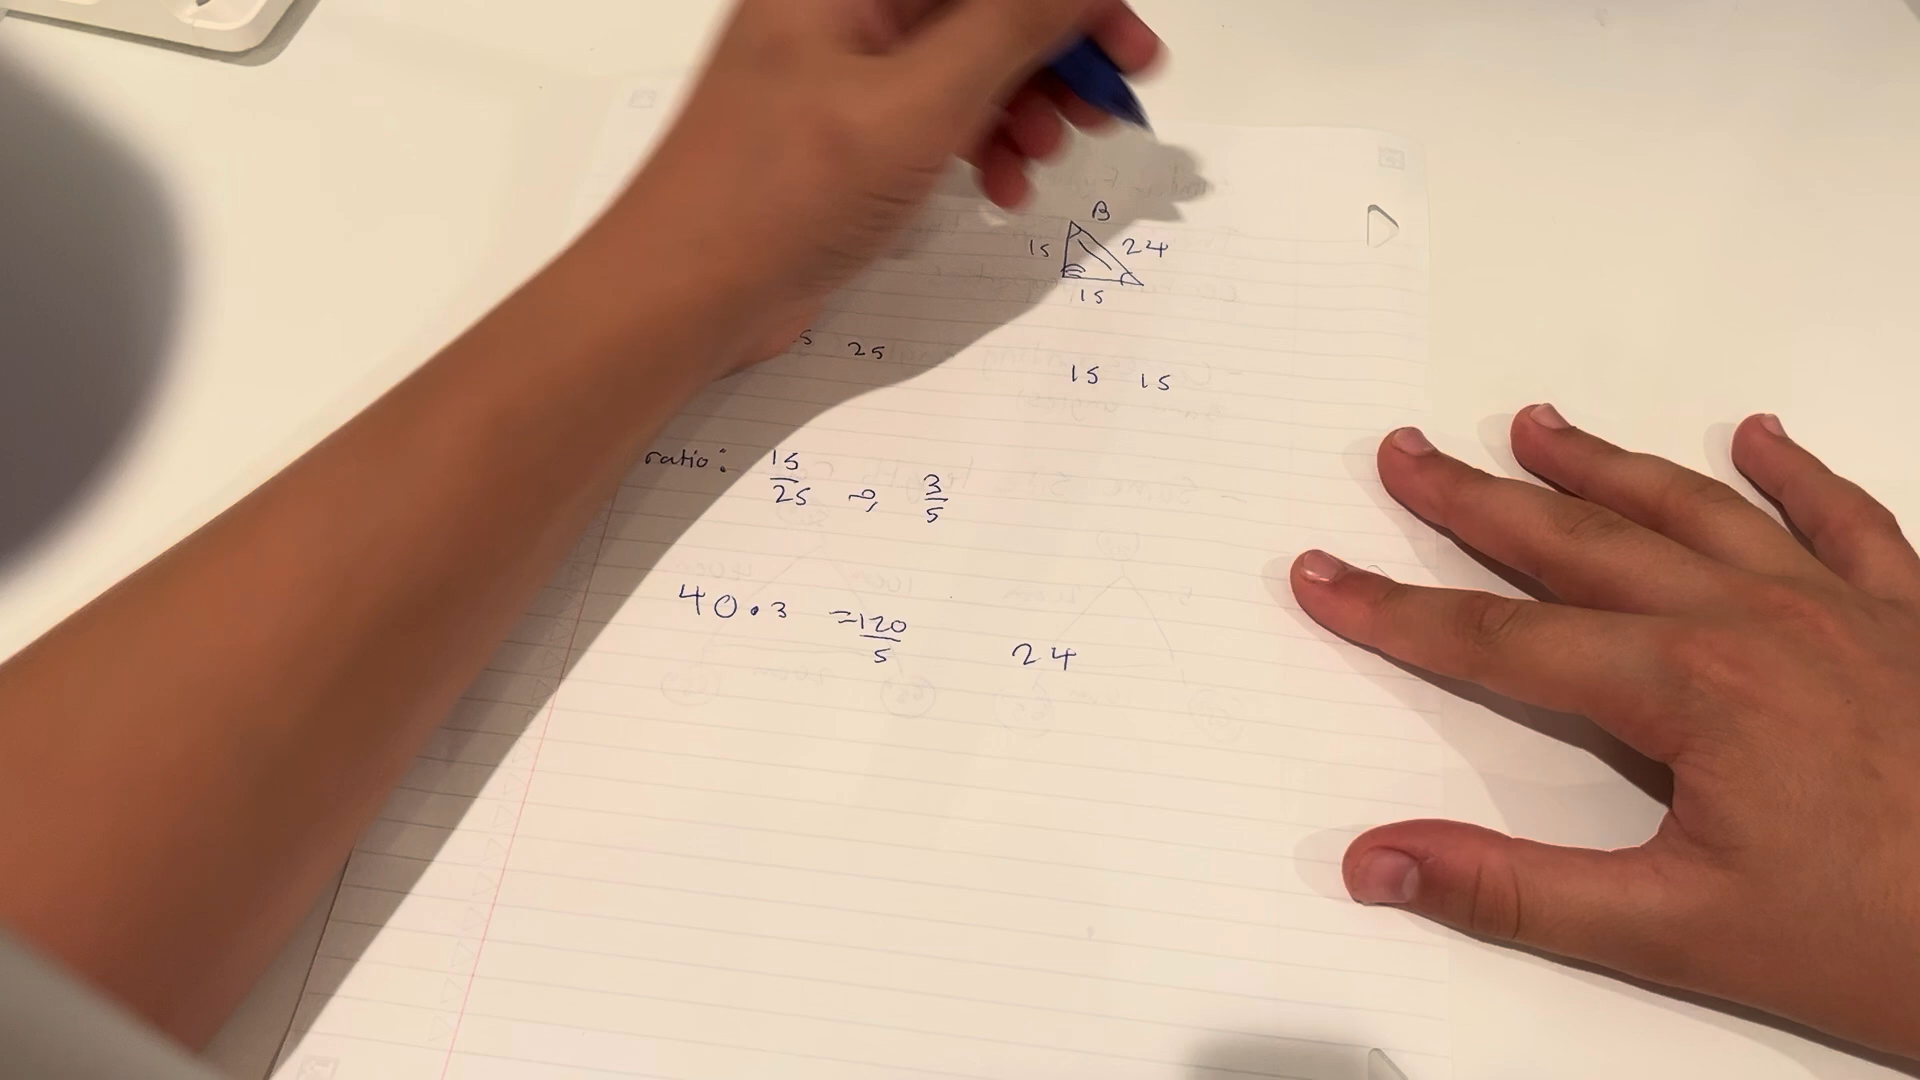 B
15 24
15
5 25
15 15
ratio: 15/25 → 3/5
40 • 3 = 120/5 24